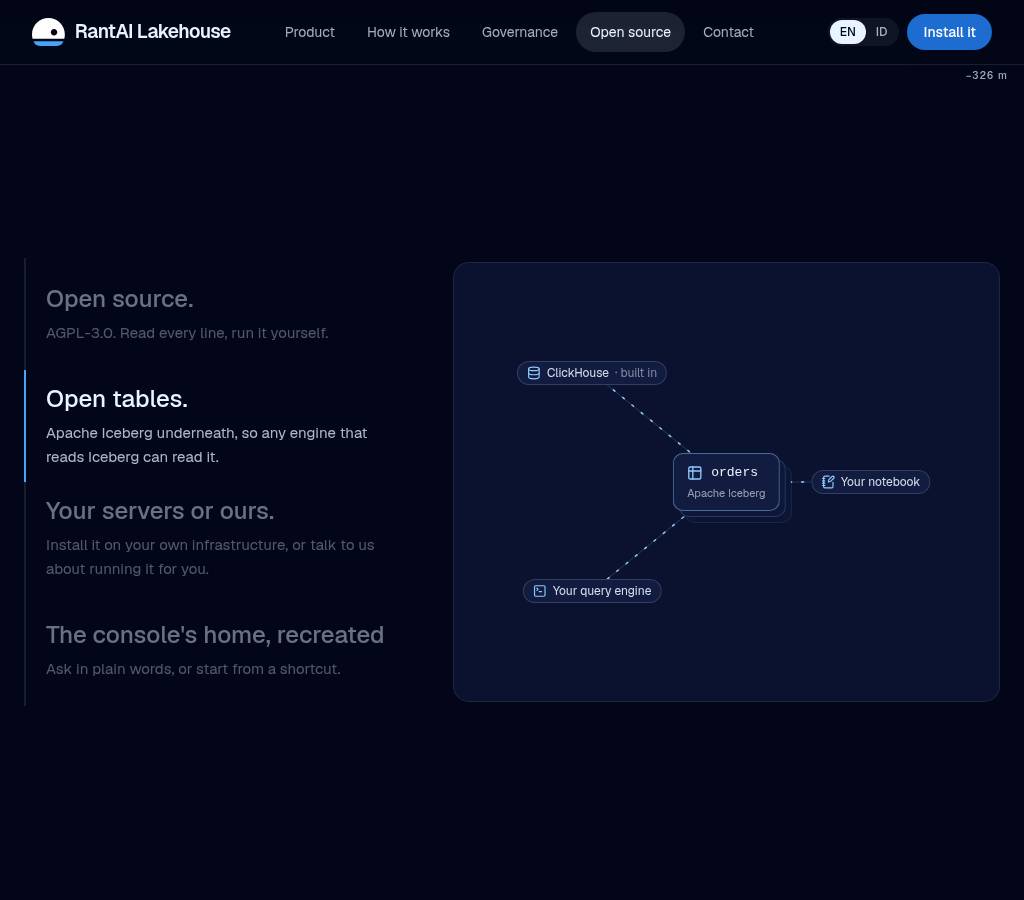 RantAI Lakehouse
Product
How it works
Governance
Open source
Contact
EN
ID
Install it
−326 m
Open source.
AGPL-3.0. Read every line, run it yourself.
Open tables.
Apache Iceberg underneath, so any engine that
reads Iceberg can read it.
Your servers or ours.
Install it on your own infrastructure, or talk to us
about running it for you.
The console's home, recreated
Ask in plain words, or start from a shortcut.
ClickHouse · built in
orders
Apache Iceberg
Your notebook
Your query engine